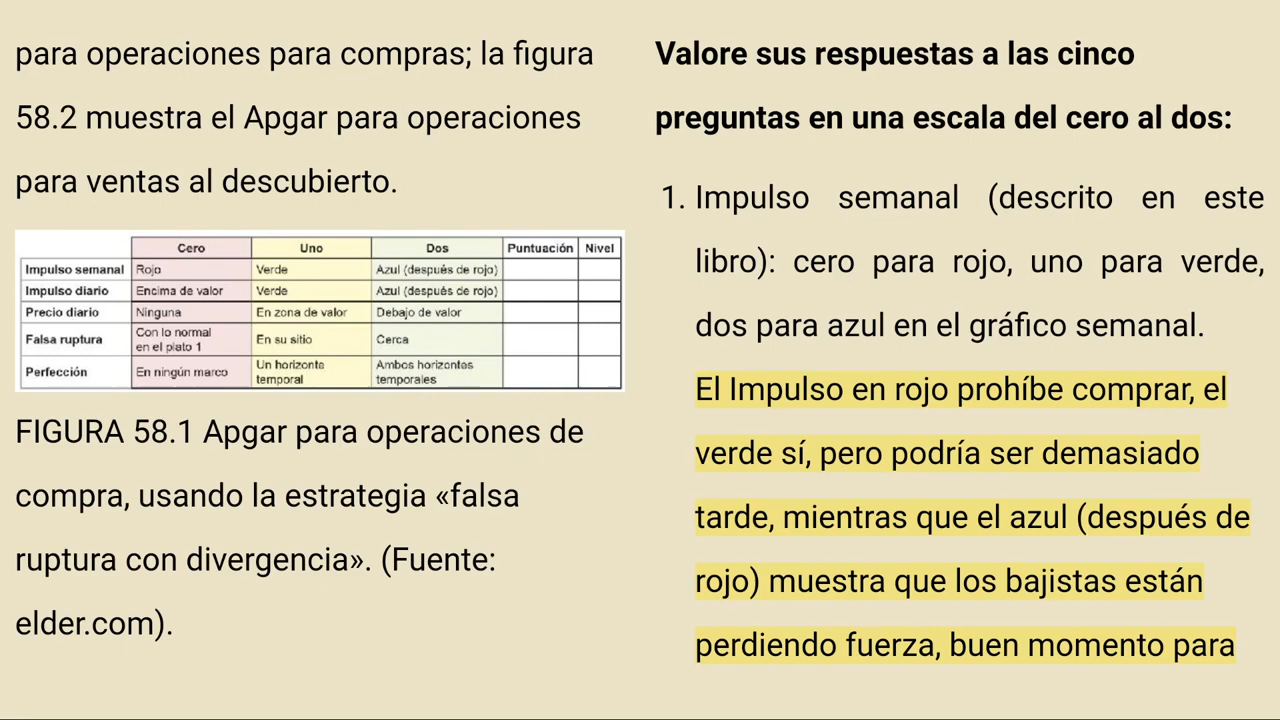 para operaciones para compras; la figura
58.2 muestra el Apgar para operaciones
para ventas al descubierto.
Cero Uno Dos Puntuación Nivel
Impulso semanal Rojo Verde Azul (después de rojo)
Impulso diario Encima de valor Verde Azul (después de rojo)
Precio diario Ninguna En zona de valor Debajo de valor
Falsa ruptura Con lo normal en el plato 1 En su sitio Cerca
Perfección En ningún marco Un horizonte temporal Ambos horizontes temporales
FIGURA 58.1 Apgar para operaciones de
compra, usando la estrategia «falsa
ruptura con divergencia». (Fuente:
elder.com).
Valore sus respuestas a las cinco
preguntas en una escala del cero al dos:
1. Impulso semanal (descrito en este
libro): cero para rojo, uno para verde,
dos para azul en el gráfico semanal.
El Impulso en rojo prohíbe comprar, el
verde sí, pero podría ser demasiado
tarde, mientras que el azul (después de
rojo) muestra que los bajistas están
perdiendo fuerza, buen momento para